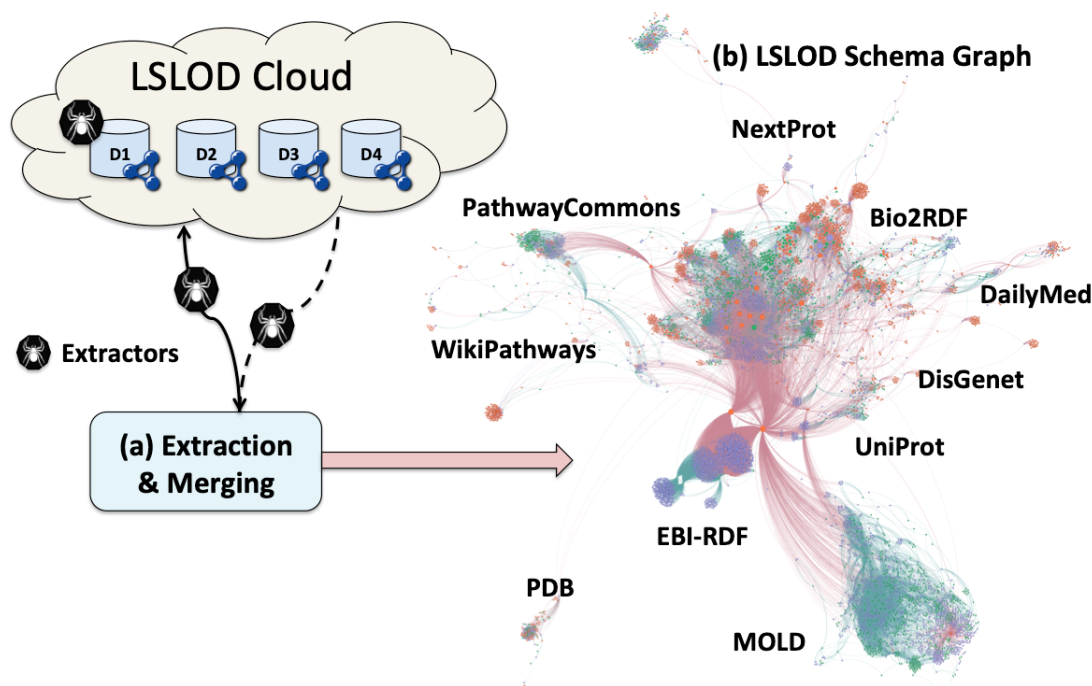 LSLOD Cloud
D1
D2
D3
D4
Extractors
(a) Extraction
& Merging
(b) LSLOD Schema Graph
NextProt
PathwayCommons
Bio2RDF
DailyMed
WikiPathways
DisGenet
UniProt
EBI-RDF
PDB
MOLD